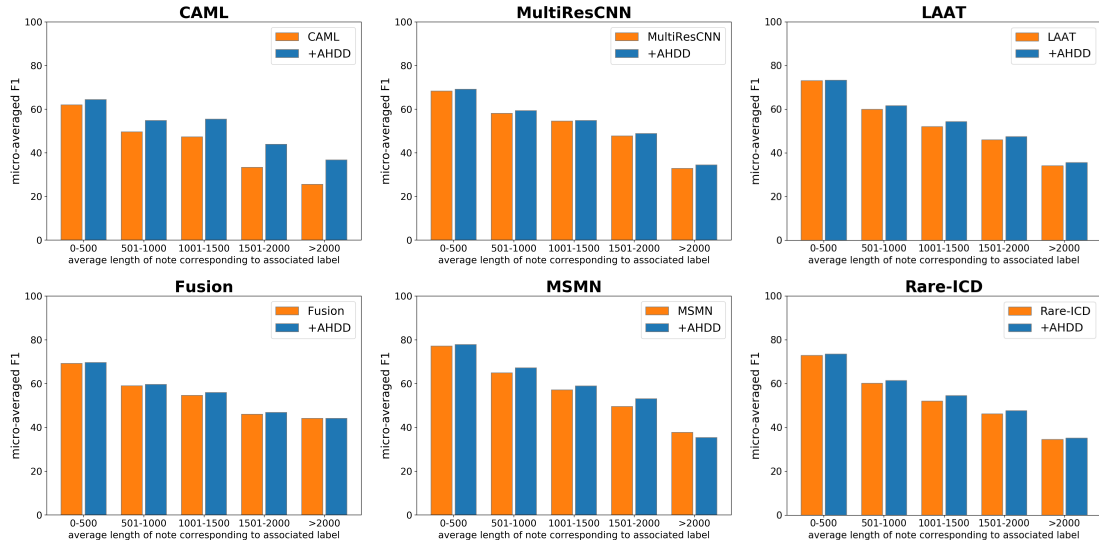 CAML
micro-averaged F1
100
80
60
40
20
0
CAML
+AHDD
0-500 501-1000 1001-1500 1501-2000 >2000
average length of note corresponding to associated label
MultiResCNN
micro-averaged F1
100
80
60
40
20
0
MultiResCNN
+AHDD
0-500 501-1000 1001-1500 1501-2000 >2000
average length of note corresponding to associated label
LAAT
micro-averaged F1
100
80
60
40
20
0
LAAT
+AHDD
0-500 501-1000 1001-1500 1501-2000 >2000
average length of note corresponding to associated label
Fusion
micro-averaged F1
100
80
60
40
20
0
Fusion
+AHDD
0-500 501-1000 1001-1500 1501-2000 >2000
average length of note corresponding to associated label
MSMN
micro-averaged F1
100
80
60
40
20
0
MSMN
+AHDD
0-500 501-1000 1001-1500 1501-2000 >2000
average length of note corresponding to associated label
Rare-ICD
micro-averaged F1
100
80
60
40
20
0
Rare-ICD
+AHDD
0-500 501-1000 1001-1500 1501-2000 >2000
average length of note corresponding to associated label